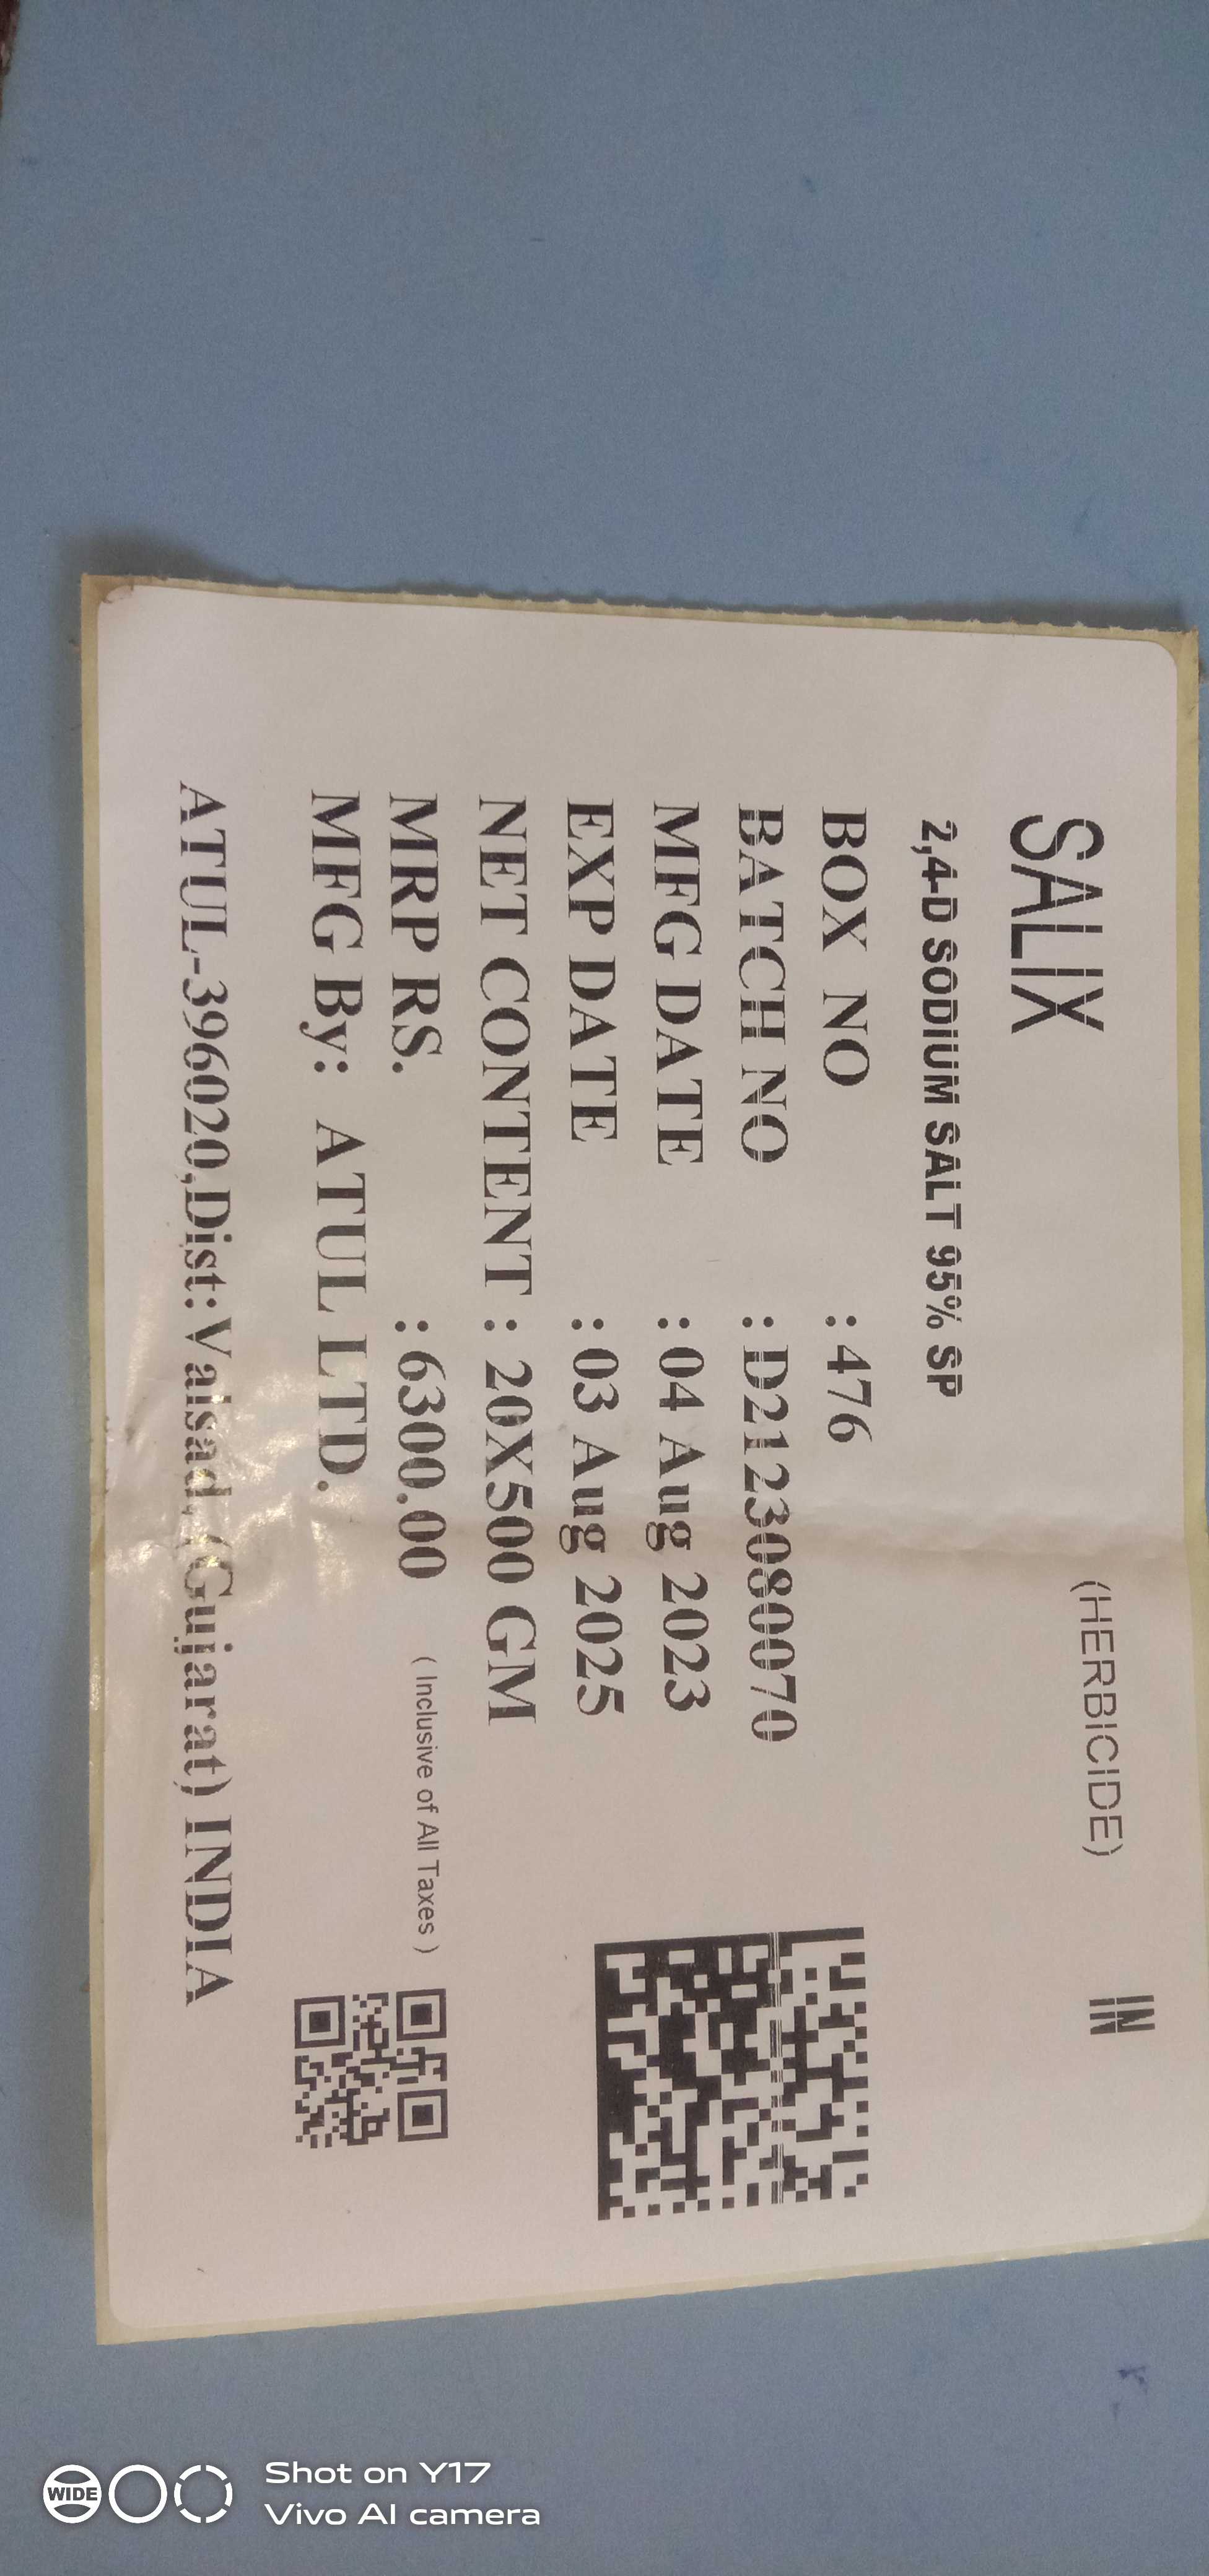 SALIX (HERBICIDE) IN
2,4-D SODIUM SALT 95% SP
BOX NO : 476
BATCH NO : D2123080070
MFG DATE : 04 Aug 2023
EXP DATE : 03 Aug 2025
NET CONTENT : 20X500 GM
MRP RS. : 6300.00 ( Inclusive of All Taxes )
MFG By: ATUL LTD.
ATUL-396020,Dist:Valsad, (Gujarat) INDIA
WIDE
Shot on Y17
Vivo AI camera